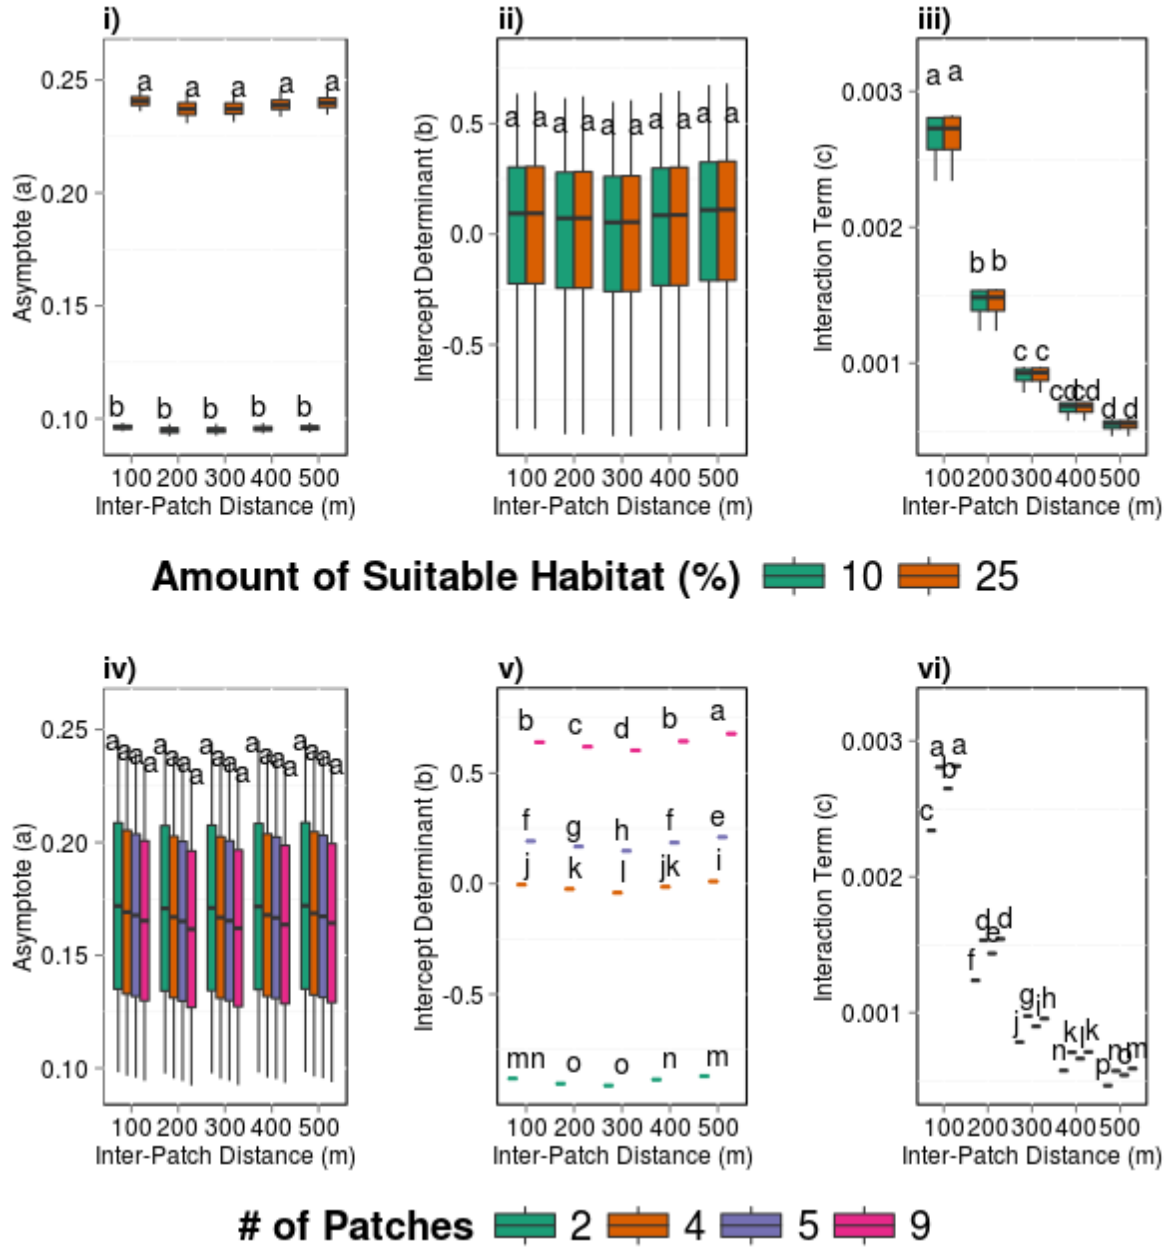 i)
Asymptote (a)
0.25
0.20
0.15
0.10
a a a a a
b b b b b
100 200 300 400 500
Inter-Patch Distance (m)
ii)
Intercept Determinant (b)
0.5
0.0
-0.5
a a a a a a a a a a
100 200 300 400 500
Inter-Patch Distance (m)
iii)
Interaction Term (c)
0.003
0.002
0.001
a a
b b
c c
cd cd
d d
100 200 300 400 500
Inter-Patch Distance (m)
Amount of Suitable Habitat (%) 10 25
iv)
Asymptote (a)
0.25
0.20
0.15
0.10
a a a a a a a a a a a a a a a a a a a a
100 200 300 400 500
Inter-Patch Distance (m)
v)
Intercept Determinant (b)
0.5
0.0
-0.5
b c d b a
f g h f e
j k l jk i
mn o o n m
100 200 300 400 500
Inter-Patch Distance (m)
vi)
Interaction Term (c)
0.003
0.002
0.001
c a b a
f d e d
j g i h
n k l k
p n o m
100 200 300 400 500
Inter-Patch Distance (m)
# of Patches 2 4 5 9